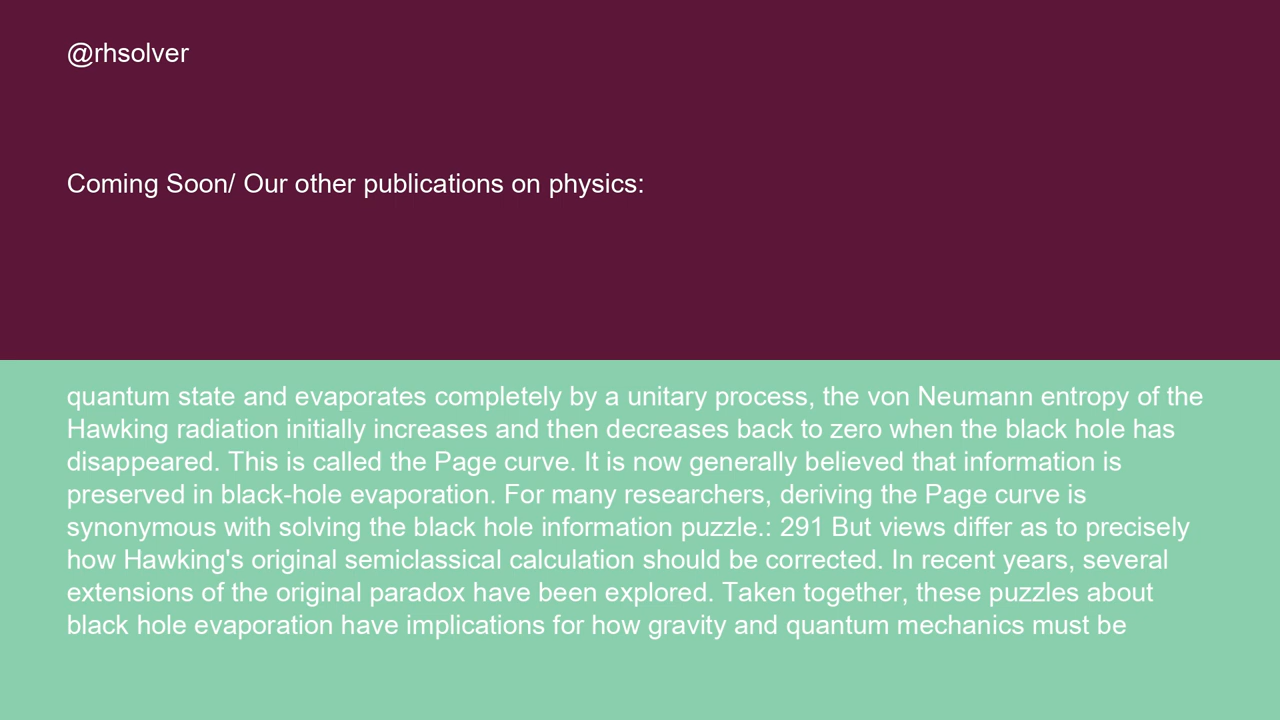 @rhsolver
Coming Soon/ Our other publications on physics:
quantum state and evaporates completely by a unitary process, the von Neumann entropy of the
Hawking radiation initially increases and then decreases back to zero when the black hole has
disappeared. This is called the Page curve. It is now generally believed that information is
preserved in black-hole evaporation. For many researchers, deriving the Page curve is
synonymous with solving the black hole information puzzle.: 291 But views differ as to precisely
how Hawking's original semiclassical calculation should be corrected. In recent years, several
extensions of the original paradox have been explored. Taken together, these puzzles about
black hole evaporation have implications for how gravity and quantum mechanics must be